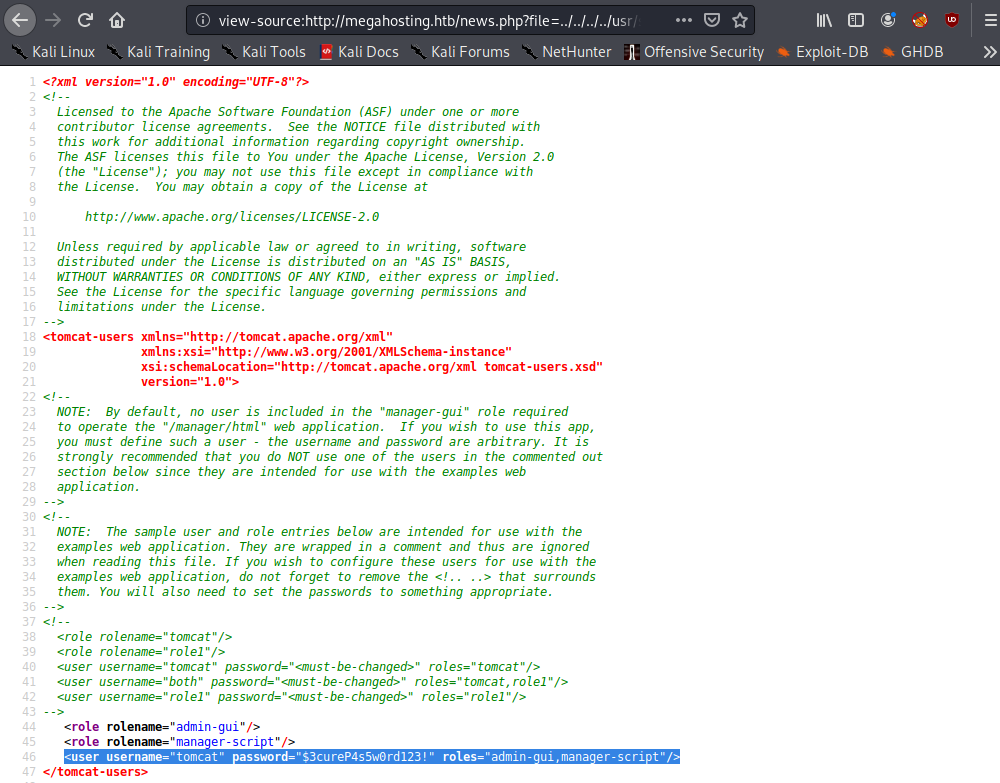 view-source:http://megahosting.htb/news.php?file=../../../../usr/
Kali Linux Kali Training Kali Tools Kali Docs Kali Forums NetHunter Offensive Security Exploit-DB GHDB
1 <?xml version="1.0" encoding="UTF-8"?>
2 <!--
3 Licensed to the Apache Software Foundation (ASF) under one or more
4 contributor license agreements.  See the NOTICE file distributed with
5 this work for additional information regarding copyright ownership.
6 The ASF licenses this file to You under the Apache License, Version 2.0
7 (the "License"); you may not use this file except in compliance with
8 the License.  You may obtain a copy of the License at
9
10 http://www.apache.org/licenses/LICENSE-2.0
11
12 Unless required by applicable law or agreed to in writing, software
13 distributed under the License is distributed on an "AS IS" BASIS,
14 WITHOUT WARRANTIES OR CONDITIONS OF ANY KIND, either express or implied.
15 See the License for the specific language governing permissions and
16 limitations under the License.
17 -->
18 <tomcat-users xmlns="http://tomcat.apache.org/xml"
19 xmlns:xsi="http://www.w3.org/2001/XMLSchema-instance"
20 xsi:schemaLocation="http://tomcat.apache.org/xml tomcat-users.xsd"
21 version="1.0">
22 <!--
23 NOTE:  By default, no user is included in the "manager-gui" role required
24 to operate the "/manager/html" web application.  If you wish to use this app,
25 you must define such a user - the username and password are arbitrary. It is
26 strongly recommended that you do NOT use one of the users in the commented out
27 section below since they are intended for use with the examples web
28 application.
29 -->
30 <!--
31 NOTE:  The sample user and role entries below are intended for use with the
32 examples web application. They are wrapped in a comment and thus are ignored
33 when reading this file. If you wish to configure these users for use with the
34 examples web application, do not forget to remove the <!.. ..> that surrounds
35 them. You will also need to set the passwords to something appropriate.
36 -->
37 <!--
38 <role rolename="tomcat"/>
39 <role rolename="role1"/>
40 <user username="tomcat" password="<must-be-changed>" roles="tomcat"/>
41 <user username="both" password="<must-be-changed>" roles="tomcat,role1"/>
42 <user username="role1" password="<must-be-changed>" roles="role1"/>
43 -->
44 <role rolename="admin-gui"/>
45 <role rolename="manager-script"/>
46 <user username="tomcat" password="$3cureP4s5w0rd123!" roles="admin-gui,manager-script"/>
47 </tomcat-users>